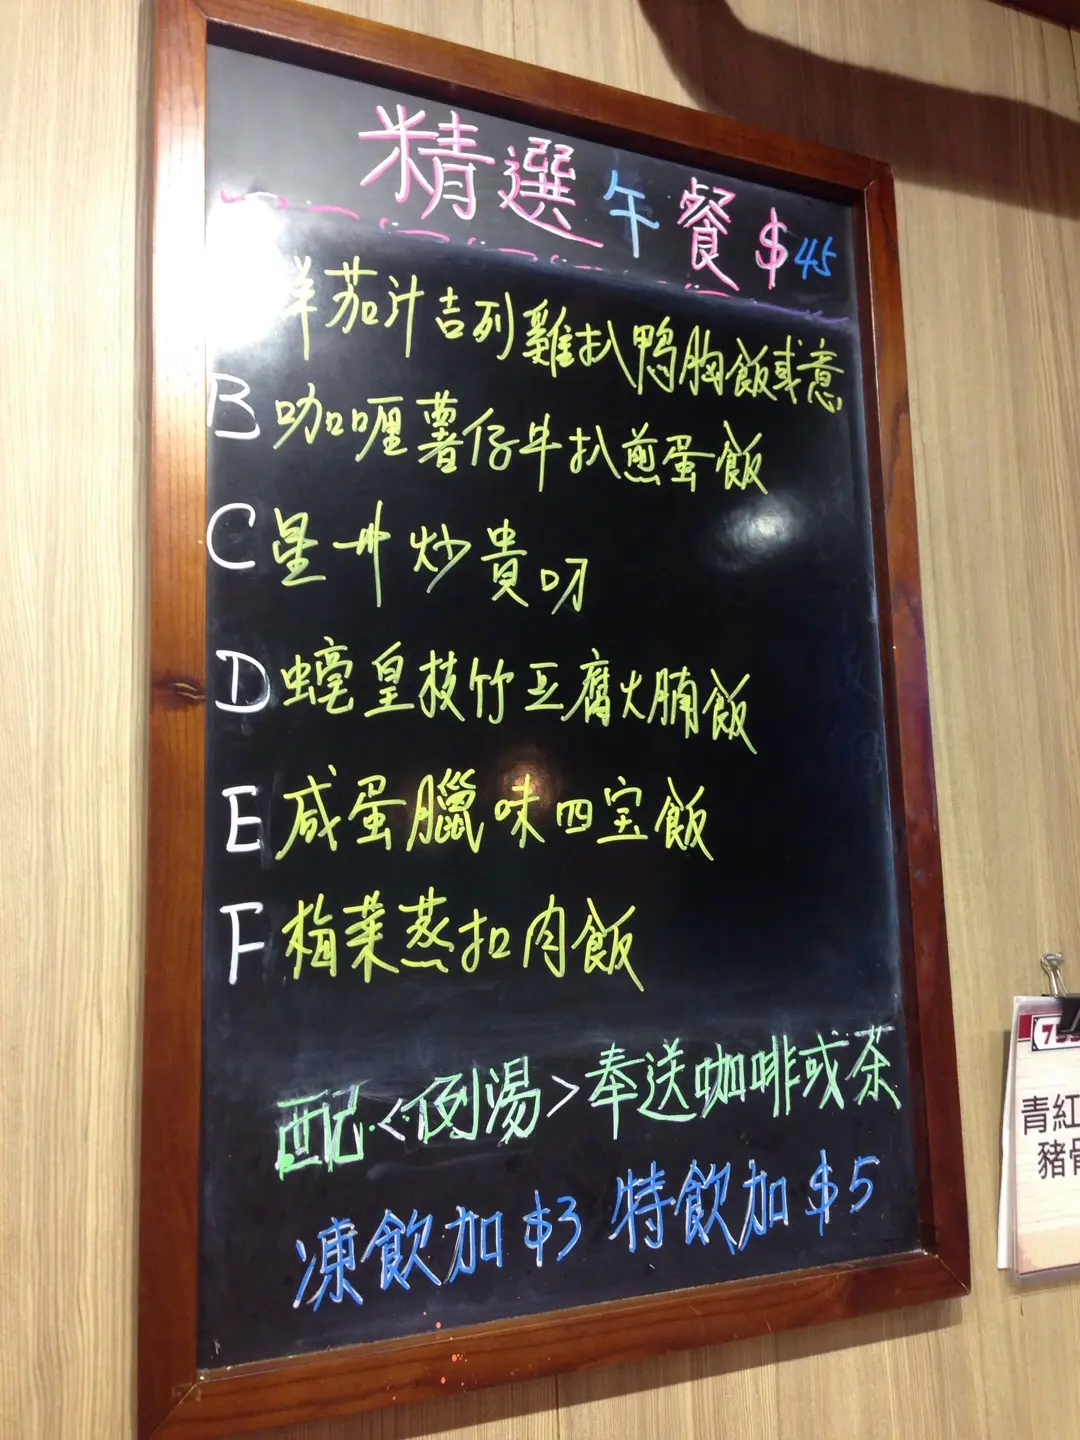 精選午餐$45
鮮茄汁吉列雞扒鴨胸飯或意
B 咖喱薯仔牛扒煎蛋飯
C 星州炒貴叼
D 蠔皇枝竹豆腐火腩飯
E 咸蛋臘味四宝飯
F 梅菜蒸扣肉飯
配<例湯>奉送咖啡或茶
凍飲加$3 特飲加$5
青紅
豬骨